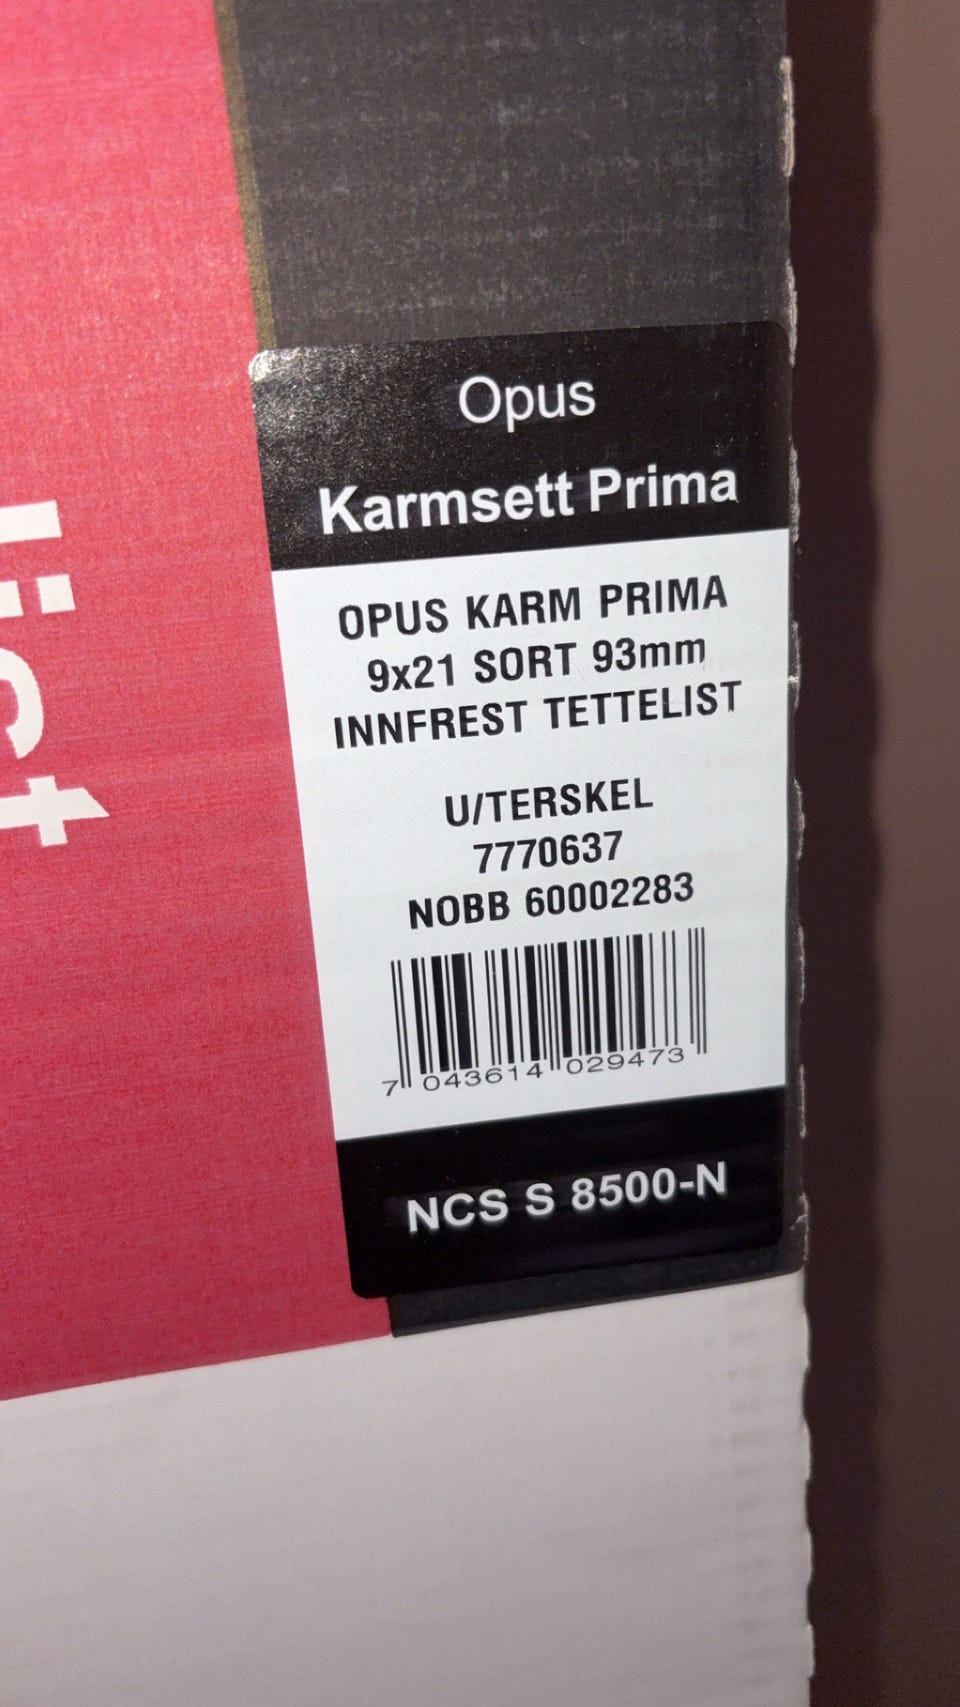 Opus
Karmsett Prima
OPUS KARM PRIMA
9x21 SORT 93mm
INNFREST TETTELIST
U/TERSKEL
7770637
NOBB 60002283
7 043614 029473
NCS S 8500-N